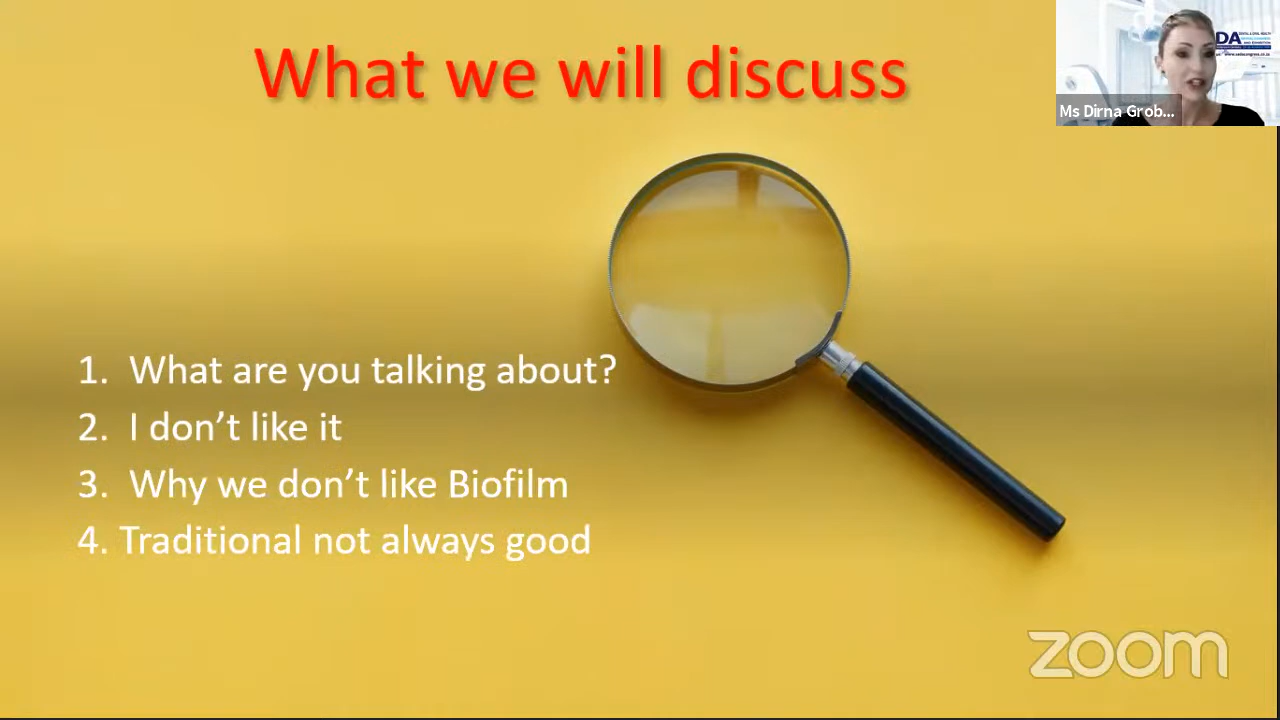 What we will discuss
DA
Ms Dirna Grob...
1. What are you talking about?
2. I don’t like it
3. Why we don’t like Biofilm
4. Traditional not always good
zoom